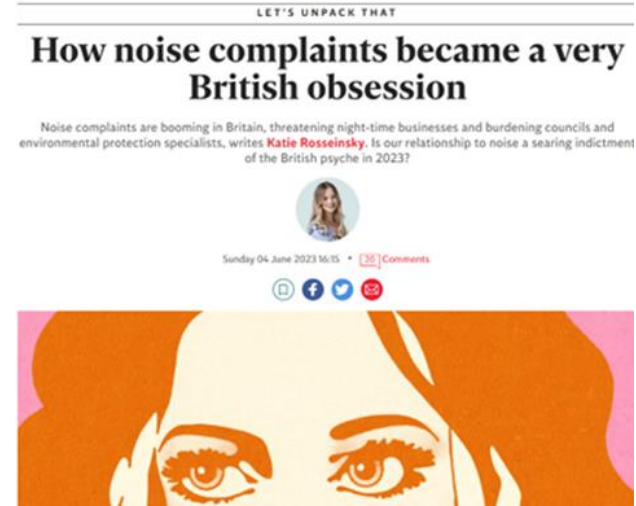 LET'S UNPACK THAT
How noise complaints became a very
British obsession
Noise complaints are booming in Britain, threatening night-time businesses and burdening councils and
environmental protection specialists, writes Katie Rosseinsky. Is our relationship to noise a searing indictment
of the British psyche in 2023?
Sunday 04 June 2023 16:15 • 36 Comments